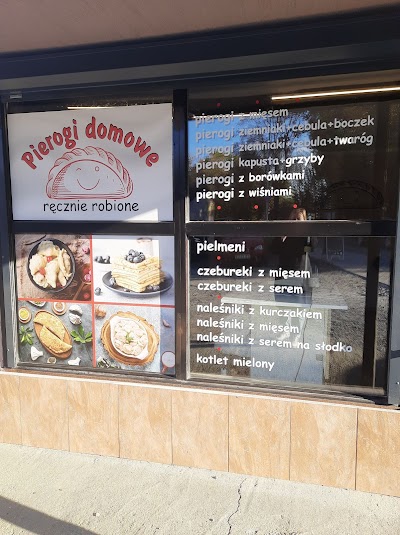 Pierogi domowe
ręcznie robione
pierogi z mięsem
pierogi ziemniaki+cebula+boczek
pierogi ziemniaki+cebula+twaróg
pierogi kapusta+grzyby
pierogi z borówkami
pierogi z wiśniami
pielmeni
czebureki z mięsem
czebureki z serem
naleśniki z kurczakiem
naleśniki z mięsem
naleśniki z serem na słodko
kotlet mielony